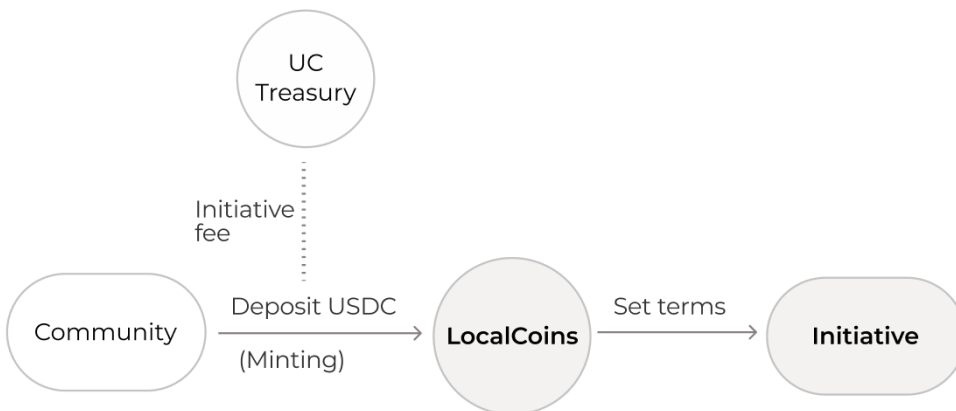 UC
Treasury
Initiative
fee
Community
Deposit USDC
(Minting)
LocalCoins
Set terms
Initiative